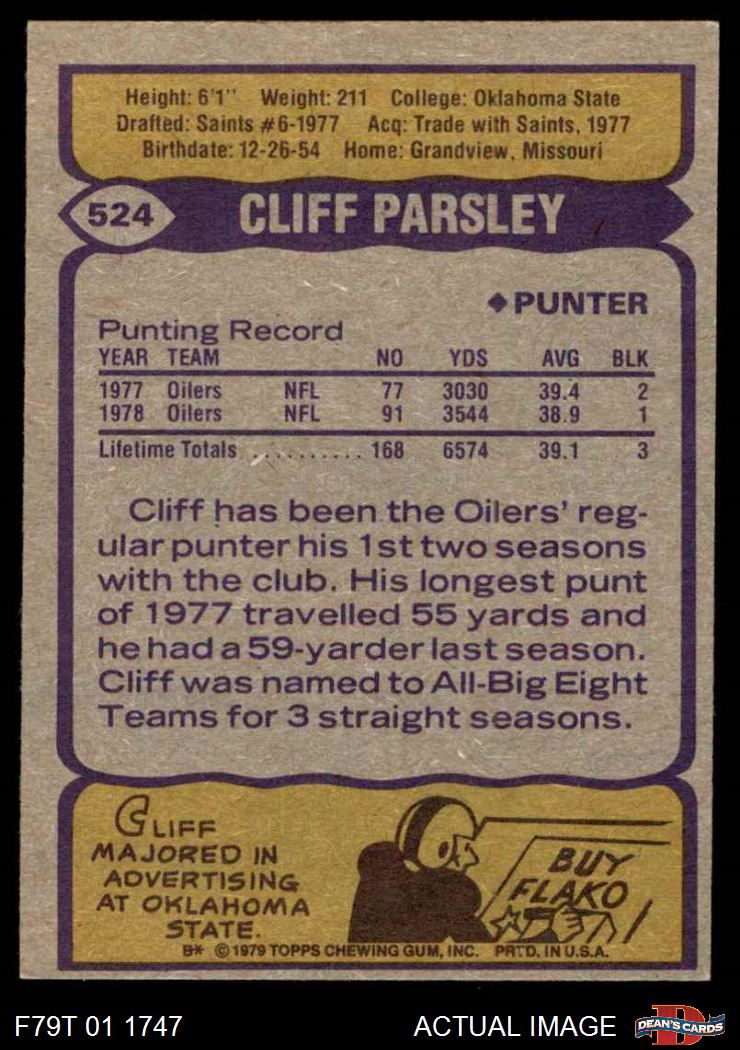 Height: 6'1" Weight: 211 College: Oklahoma State
Drafted: Saints #6-1977 Acq: Trade with Saints, 1977
Birthdate: 12-26-54 Home: Grandview, Missouri
524 CLIFF PARSLEY
◆PUNTER
Punting Record
YEAR TEAM NO YDS AVG BLK
1977 Oilers NFL 77 3030 39.4 2
1978 Oilers NFL 91 3544 38.9 1
Lifetime Totals .......... 168 6574 39.1 3
Cliff has been the Oilers' reg-
ular punter his 1st two seasons
with the club. His longest punt
of 1977 travelled 55 yards and
he had a 59-yarder last season.
Cliff was named to All-Big Eight
Teams for 3 straight seasons.
CLIFF
MAJORED IN
ADVERTISING
AT OKLAHOMA
STATE.
BUY
FLAKO
B* © 1979 TOPPS CHEWING GUM, INC. PRTD. IN U.S.A.
F79T 01 1747 ACTUAL IMAGE D DEAN'S CARDS